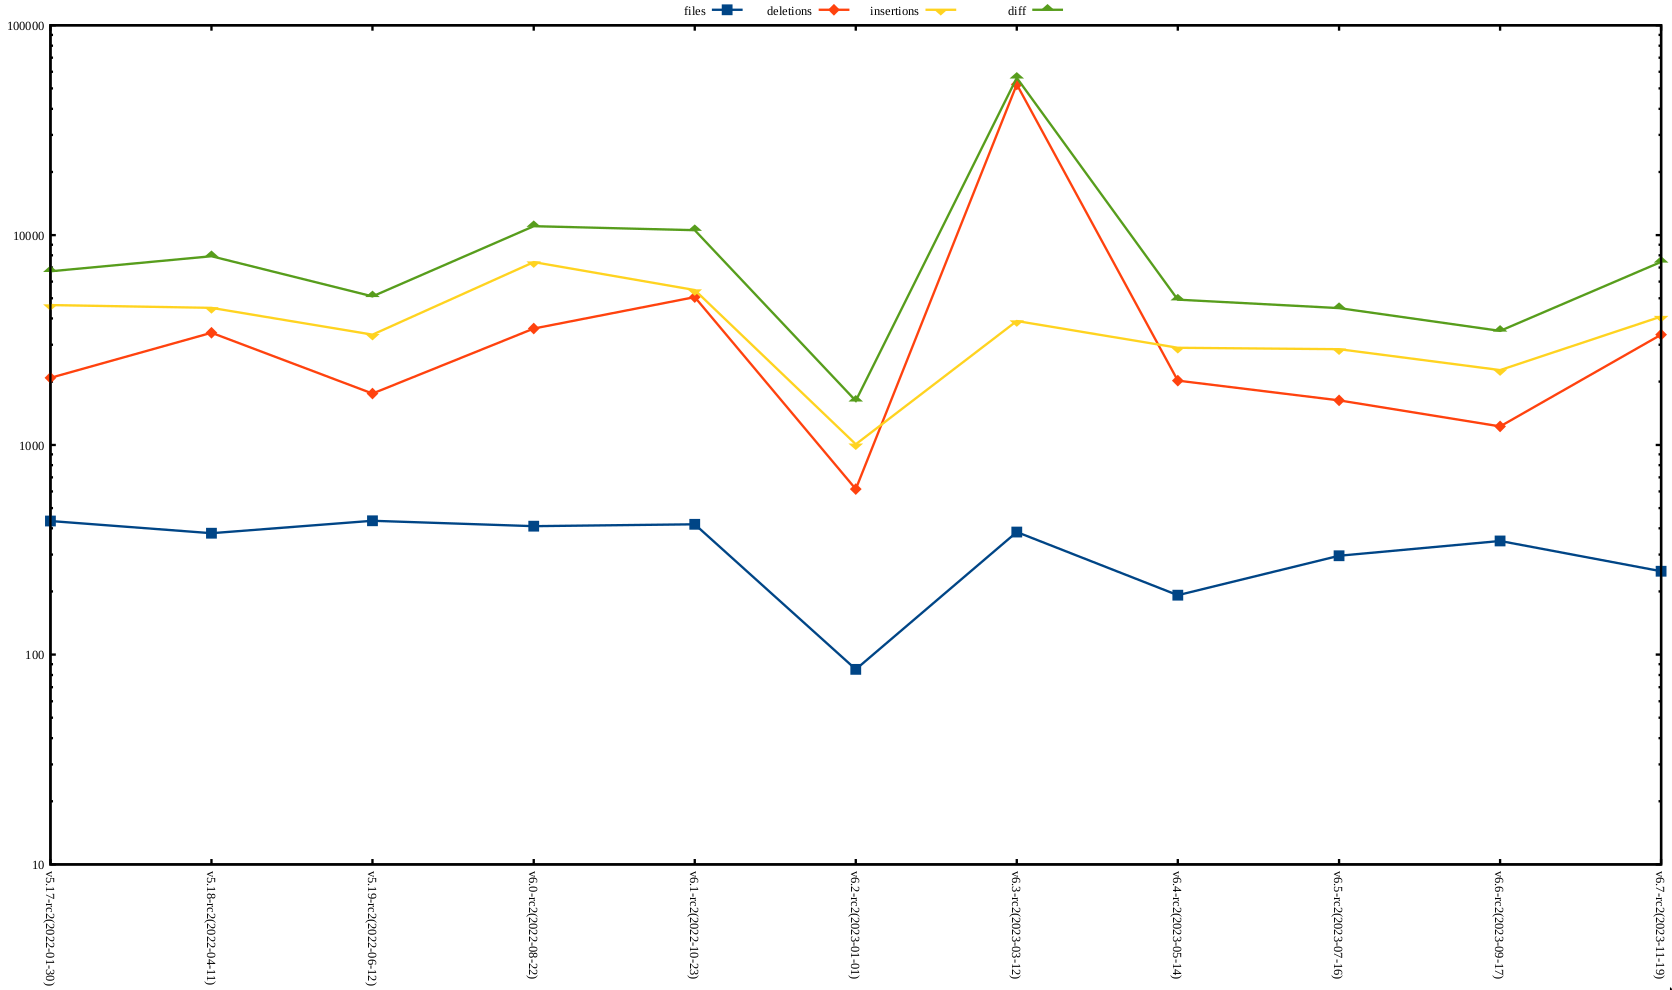 files deletions insertions diff
100000
10000
1000
100
10
v5.17-rc2(2022-01-30)
v5.18-rc2(2022-04-11)
v5.19-rc2(2022-06-12)
v6.0-rc2(2022-08-22)
v6.1-rc2(2022-10-23)
v6.2-rc2(2023-01-01)
v6.3-rc2(2023-03-12)
v6.4-rc2(2023-05-14)
v6.5-rc2(2023-07-16)
v6.6-rc2(2023-09-17)
v6.7-rc2(2023-11-19)